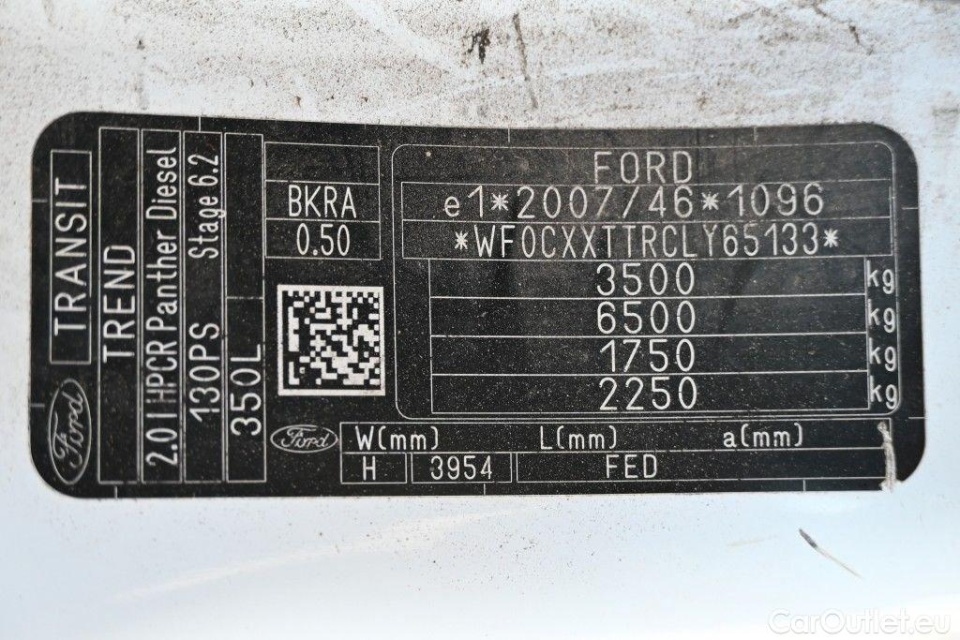 TRANSIT
TREND
2.0 l HPCR Panther Diesel
130PS Stage 6.2
350L
Ford
BKRA
0.50
FORD
e1*2007/46*1096
*WF0CXXTTRCLY65133*
3500 kg
6500 kg
1750 kg
2250 kg
Ford
W(mm) L(mm) a(mm)
H 3954 FED
CarOutlet.eu